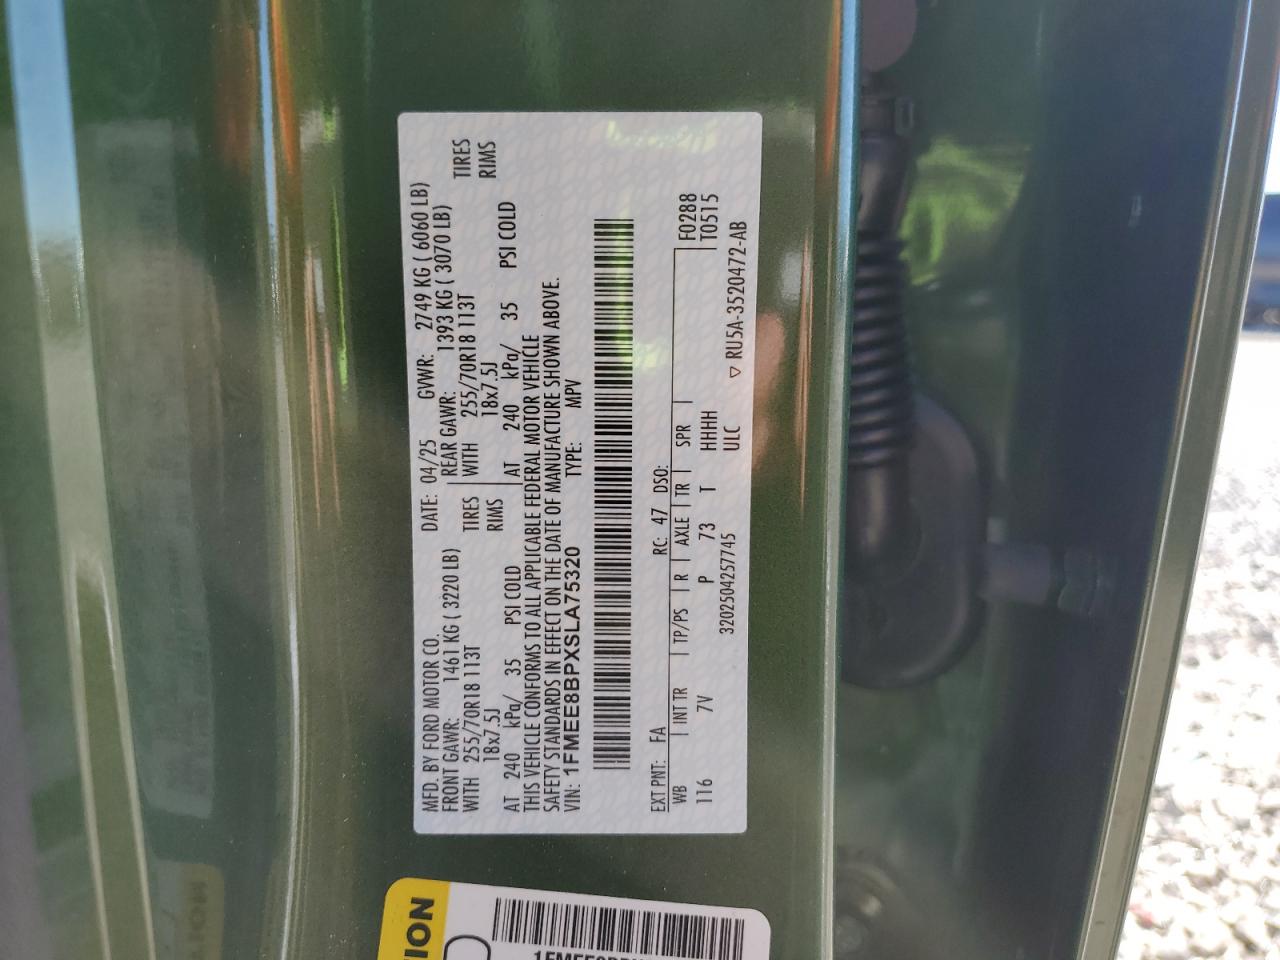 MFD. BY FORD MOTOR CO. DATE: 04/25 GVWR: 2749 KG ( 6060 LB)
FRONT GAWR: 1461 KG ( 3220 LB) REAR GAWR: 1393 KG ( 3070 LB)
WITH 255/70R18 113T TIRES WITH 255/70R18 113T TIRES
18x7.5J RIMS 18x7.5J RIMS
AT 240 kPa/ 35 PSI COLD AT 240 kPa/ 35 PSI COLD
THIS VEHICLE CONFORMS TO ALL APPLICABLE FEDERAL MOTOR VEHICLE
SAFETY STANDARDS IN EFFECT ON THE DATE OF MANUFACTURE SHOWN ABOVE.
VIN: 1FMEE8BPXSLA75320 TYPE: MPV
EXT PNT: FA RC: 47 DSO:
WB INT TR TP/PS R AXLE TR SPR F0288
116 7V P 73 T HHHH T0515
320250425​7745 ULC
▽ RU5A-3520472-AB